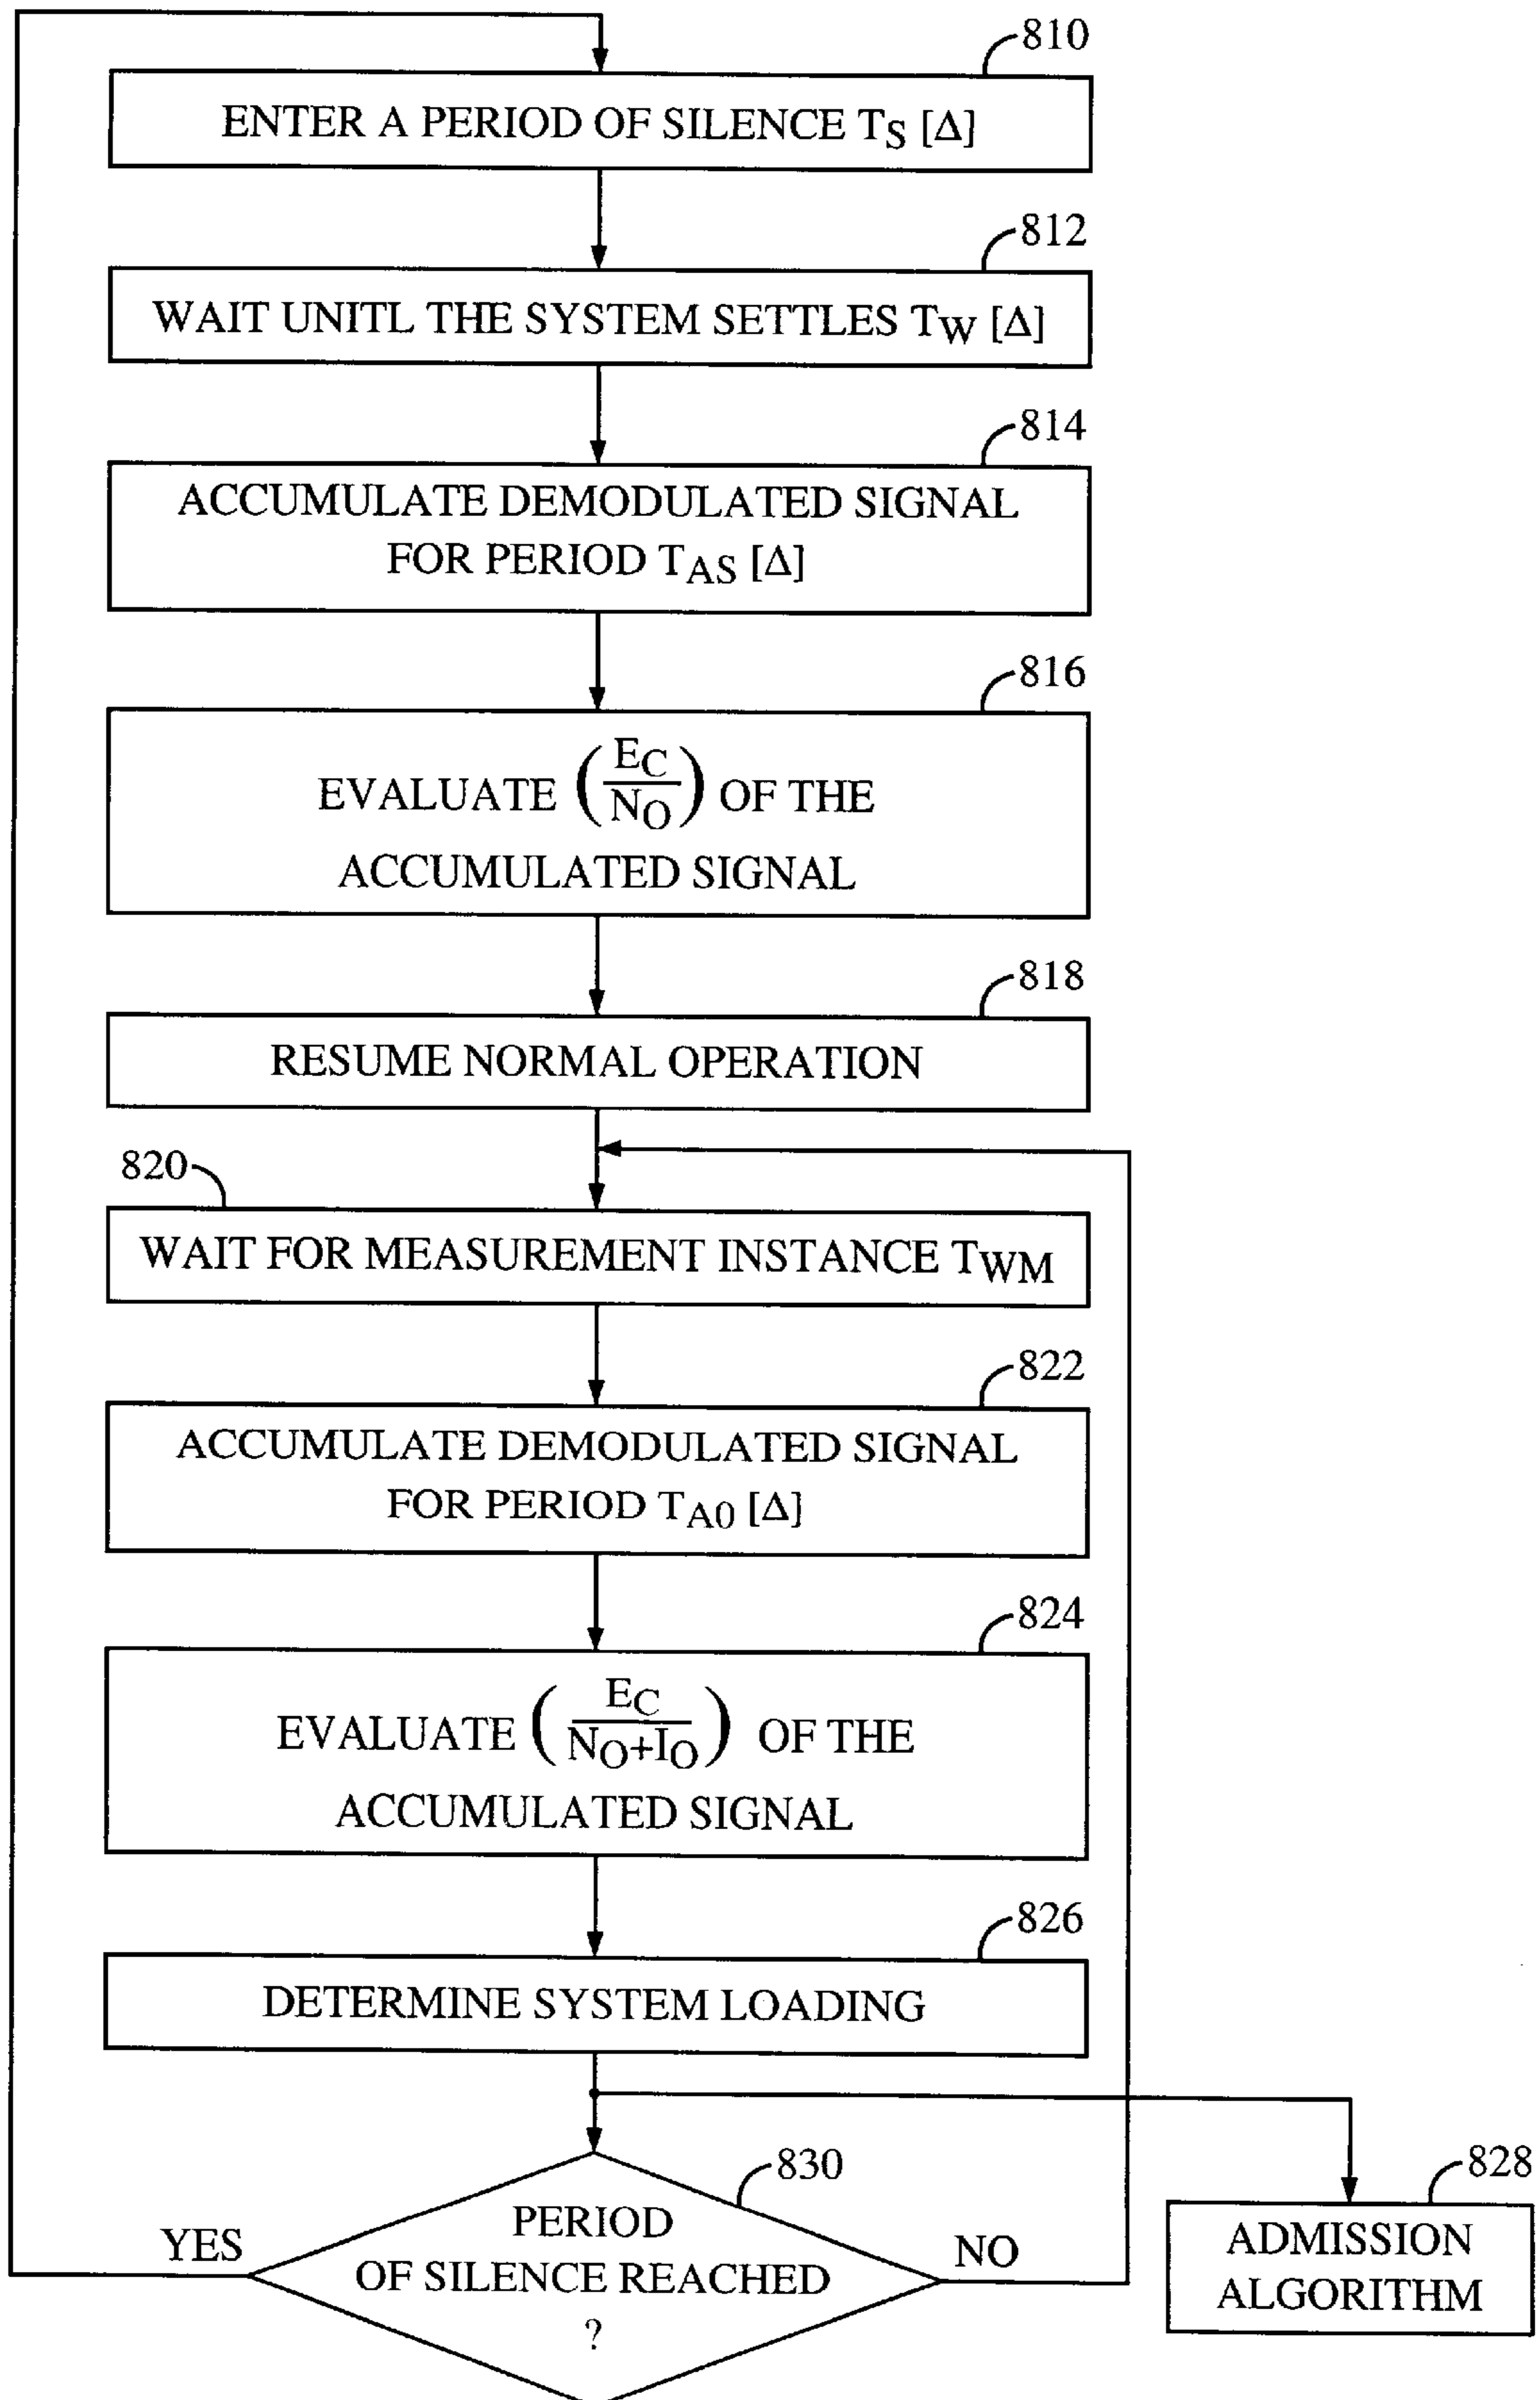 810
ENTER A PERIOD OF SILENCE TS [Δ]
812
WAIT UNITL THE SYSTEM SETTLES TW [Δ]
814
ACCUMULATE DEMODULATED SIGNAL
FOR PERIOD TAS [Δ]
816
EVALUATE (EC/NO) OF THE
ACCUMULATED SIGNAL
818
RESUME NORMAL OPERATION
820
WAIT FOR MEASUREMENT INSTANCE TWM
822
ACCUMULATE DEMODULATED SIGNAL
FOR PERIOD TA0 [Δ]
824
EVALUATE (EC/NO+IO) OF THE
ACCUMULATED SIGNAL
826
DETERMINE SYSTEM LOADING
830
PERIOD
OF SILENCE REACHED
?
YES
NO
828
ADMISSION
ALGORITHM